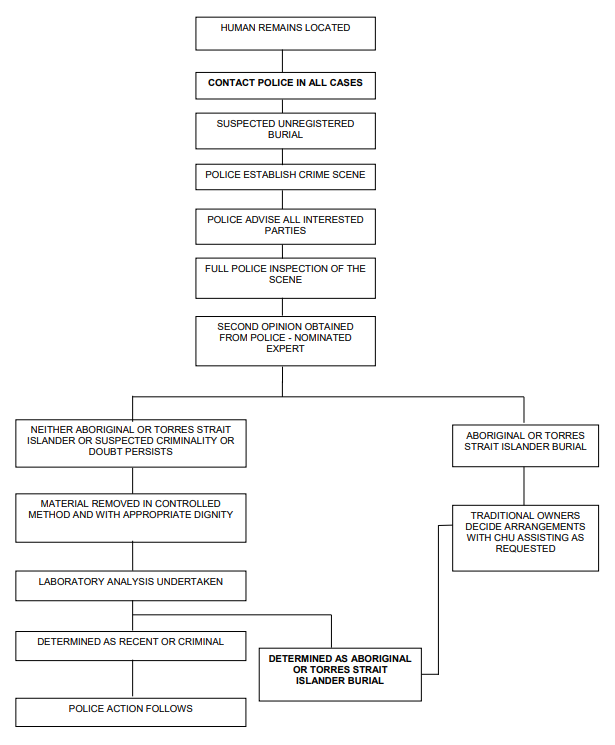 HUMAN REMAINS LOCATED
CONTACT POLICE IN ALL CASES
SUSPECTED UNREGISTERED
BURIAL
POLICE ESTABLISH CRIME SCENE
POLICE ADVISE ALL INTERESTED
PARTIES
FULL POLICE INSPECTION OF THE
SCENE
SECOND OPINION OBTAINED
FROM POLICE - NOMINATED
EXPERT
NEITHER ABORIGINAL OR TORRES STRAIT
ISLANDER OR SUSPECTED CRIMINALITY OR
DOUBT PERSISTS
ABORIGINAL OR TORRES
STRAIT ISLANDER BURIAL
MATERIAL REMOVED IN CONTROLLED
METHOD AND WITH APPROPRIATE DIGNITY
TRADITIONAL OWNERS
DECIDE ARRANGEMENTS
WITH CHU ASSISTING AS
REQUESTED
LABORATORY ANALYSIS UNDERTAKEN
DETERMINED AS RECENT OR CRIMINAL
DETERMINED AS ABORIGINAL
OR TORRES STRAIT
ISLANDER BURIAL
POLICE ACTION FOLLOWS